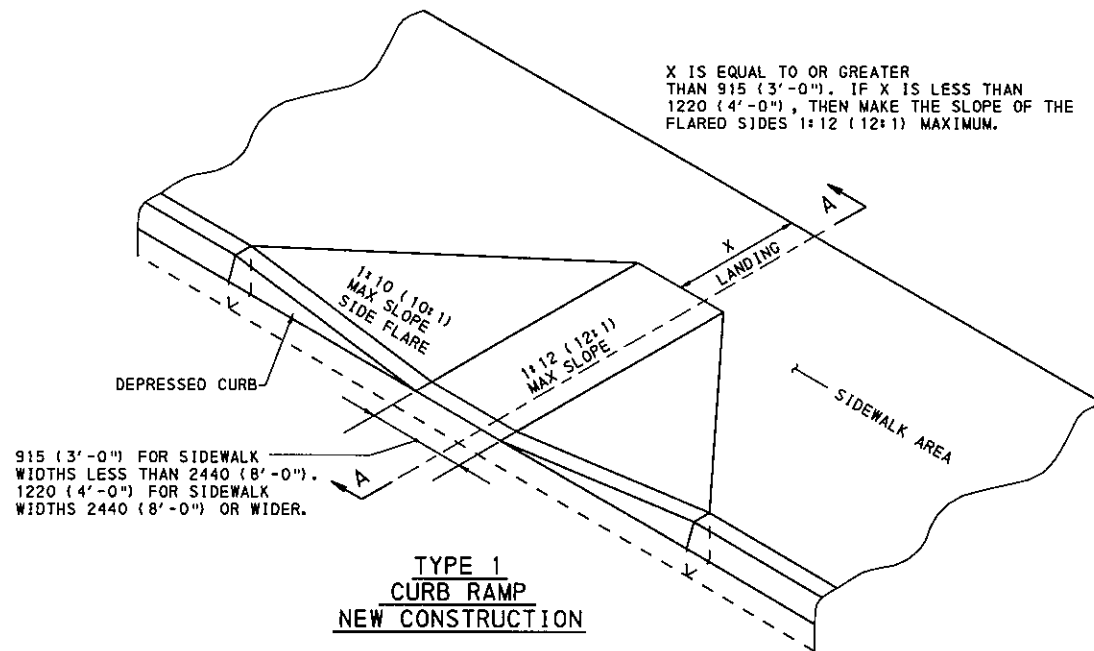 X IS EQUAL TO OR GREATER
THAN 915 (3'-0"). IF X IS LESS THAN
1220 (4'-0"), THEN MAKE THE SLOPE OF THE
FLARED SIDES 1:12 (12:1) MAXIMUM.
A
X
LANDING
1:10 (10:1)
MAX SLOPE
SIDE FLARE
1:12 (12:1)
MAX SLOPE
DEPRESSED CURB
SIDEWALK AREA
915 (3'-0") FOR SIDEWALK
WIDTHS LESS THAN 2440 (8'-0").
1220 (4'-0") FOR SIDEWALK
WIDTHS 2440 (8'-0") OR WIDER.
A
TYPE 1
CURB RAMP
NEW CONSTRUCTION